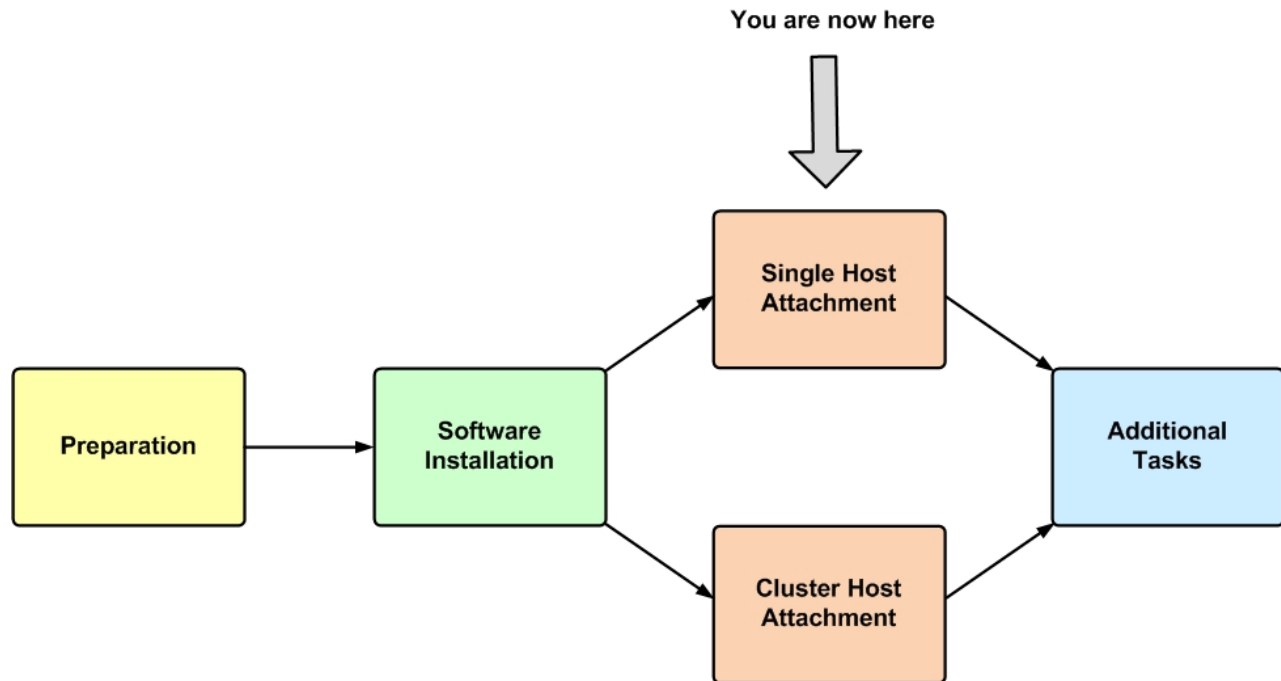 You are now here
Single Host
Attachment
Preparation
Software
Installation
Additional
Tasks
Cluster Host
Attachment